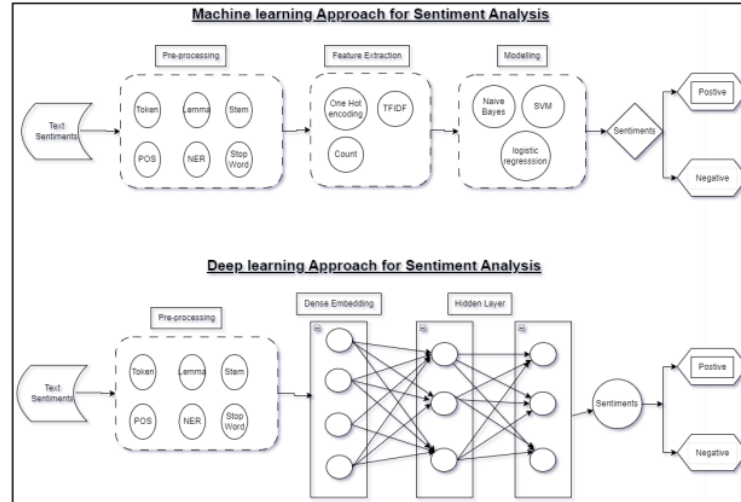 Machine learning Approach for Sentiment Analysis
Pre-processing
Feature Extraction
Modelling
Text
Sentiments
Token
Lemma
Stem
POS
NER
Stop
Word
One Hot
encoding
TFIDF
Count
Naive
Bayes
SVM
logistic
regresssion
Sentiments
Postive
Negative
Deep learning Approach for Sentiment Analysis
Dense Embedding
Hidden Layer
Pre-processing
Text
Sentiments
Token
Lemma
Stem
POS
NER
Stop
Word
Sentiments
Postive
Negative